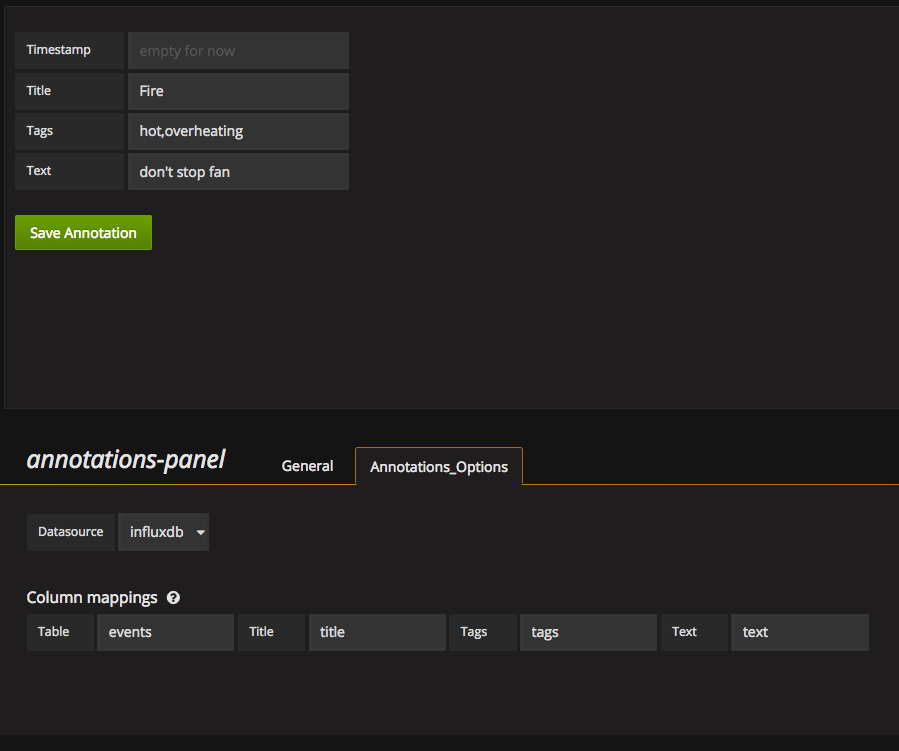 Timestamp empty for now
Title Fire
Tags hot,overheating
Text don't stop fan
Save Annotation
annotations-panel General Annotations_Options
Datasource influxdb
Column mappings ?
Table events Title title Tags tags Text text